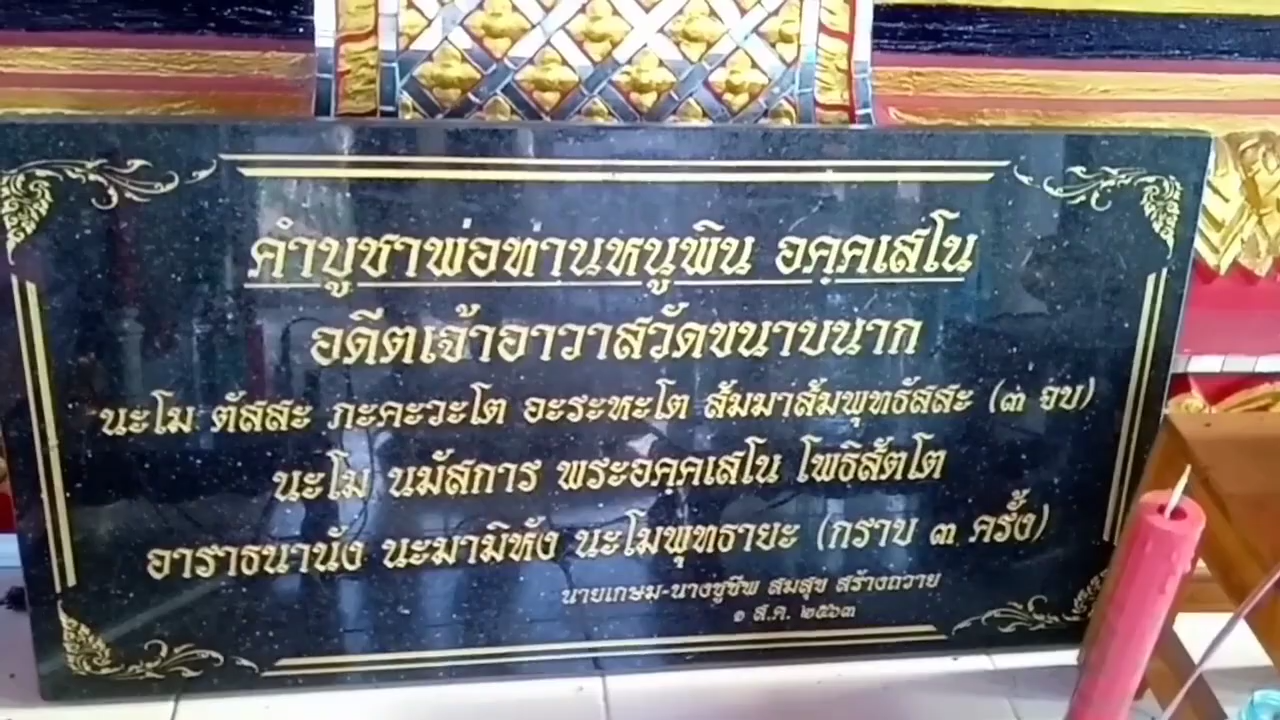 คำบูชาพ่อท่านหนูพิน อคฺคเสโน
อดีตเจ้าอาวาสวัดขนาบนาก
นะโม ตัสสะ ภะคะวะโต อะระหะโต สัมมาสัมพุทธัสสะ (๓ จบ)
นะโม นมัสการ พระอคฺคเสโน โพธิสัตโต
อาราธนานัง นะมามิหัง นะโมพุทธายะ (กราบ ๓ ครั้ง)
นายเกษม-นางชูชีพ สมสุข สร้างถวาย
๑ ส.ค. ๒๕๖๓